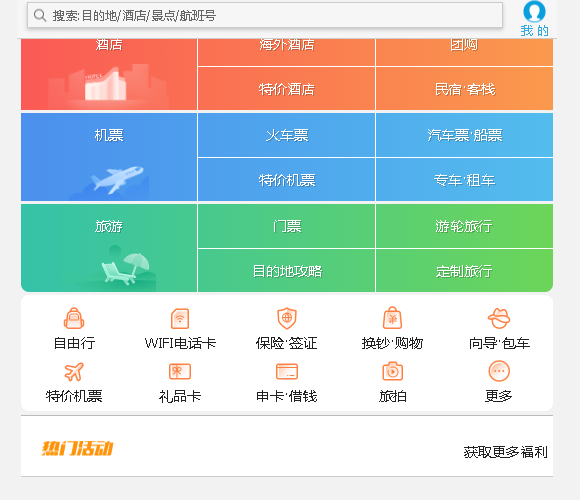 搜索:目的地/酒店/景点/航班号
我 的
酒店 海外酒店 团购
特价酒店 民宿·客栈
机票 火车票 汽车票·船票
特价机票 专车·租车
旅游 门票 游轮旅行
目的地攻略 定制旅行
自由行 WIFI电话卡 保险·签证 换钞·购物 向导·包车
特价机票 礼品卡 申卡·借钱 旅拍 更多
热门活动 获取更多福利